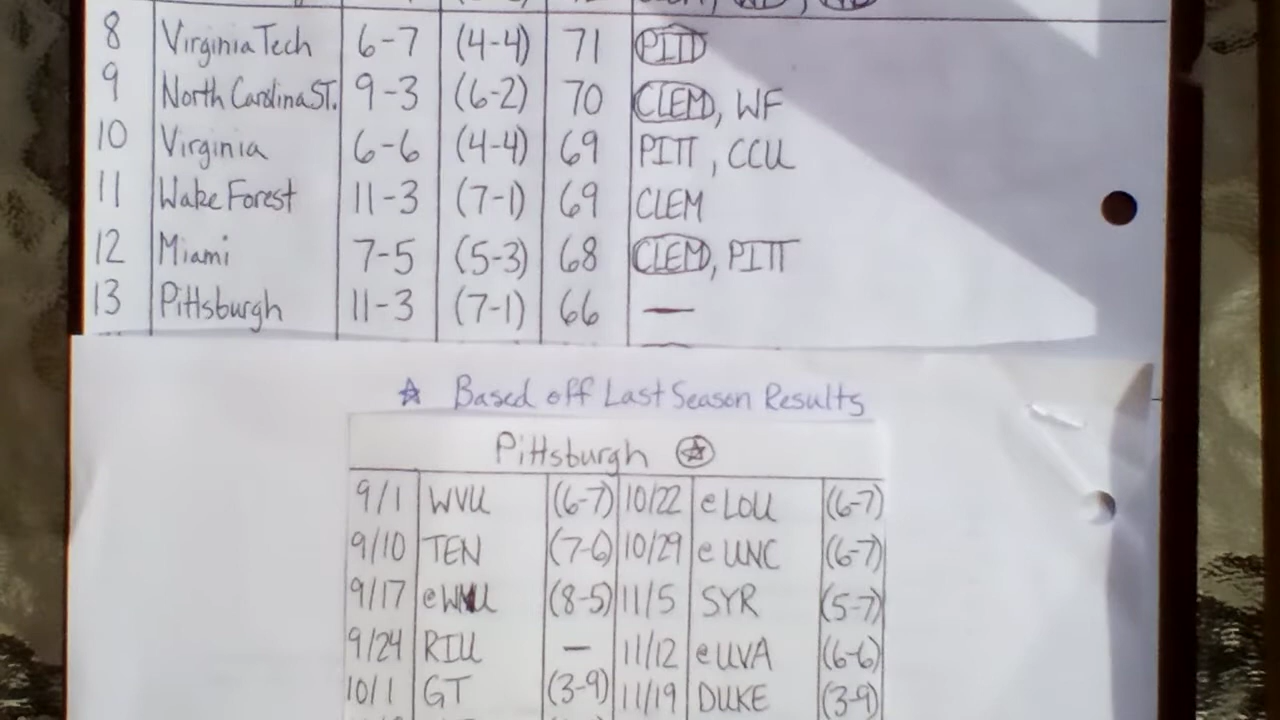 8 Virginia Tech 6-7 (4-4) 71 PITT
9 North Carolina ST. 9-3 (6-2) 70 CLEM, WF
10 Virginia 6-6 (4-4) 69 PITT, CCU
11 Wake Forest 11-3 (7-1) 69 CLEM
12 Miami 7-5 (5-3) 68 CLEM, PITT
13 Pittsburgh 11-3 (7-1) 66 —
☆ Based off Last Season Results
Pittsburgh ☆
9/1 WVU (6-7) 10/22 @ LOU (6-7)
9/10 TEN (7-6) 10/29 @ UNC (6-7)
9/17 @ WMU (8-5) 11/5 SYR (5-7)
9/24 RIU — 11/12 @ UVA (6-6)
10/1 GT (3-9) 11/19 DUKE (3-9)